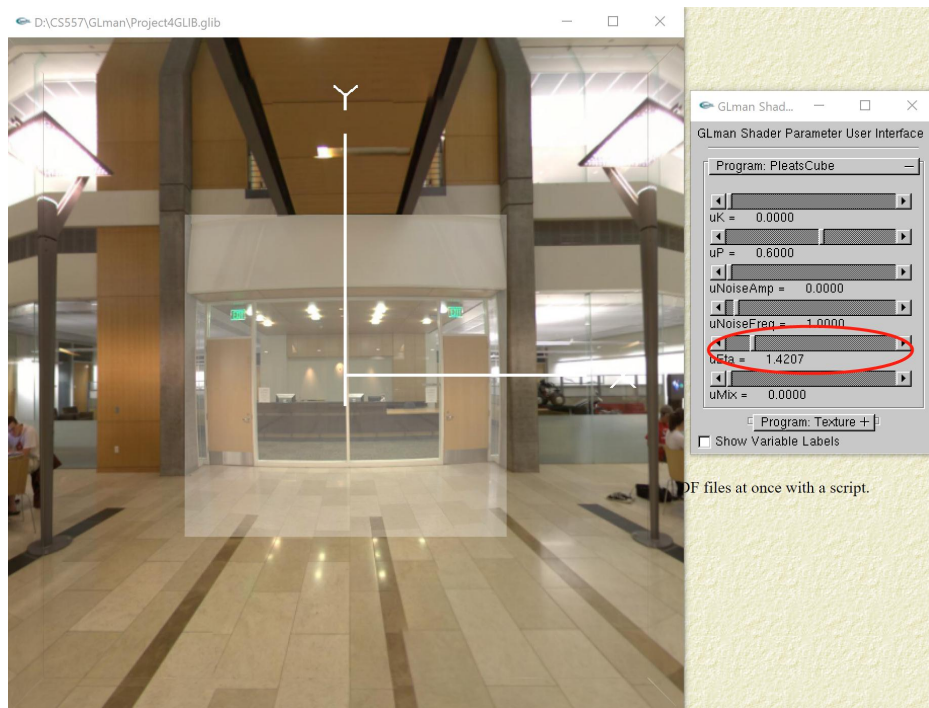 D:\CS557\GLman\Project4GLIB.glib
Y
X
EXIT
EXIT
GLman Shad...
GLman Shader Parameter User Interface
Program: PleatsCube
uK = 0.0000
uP = 0.6000
uNoiseAmp = 0.0000
uNoiseFreq = 1.0000
uEta = 1.4207
uMix = 0.0000
Program: Texture
Show Variable Labels
DF files at once with a script.